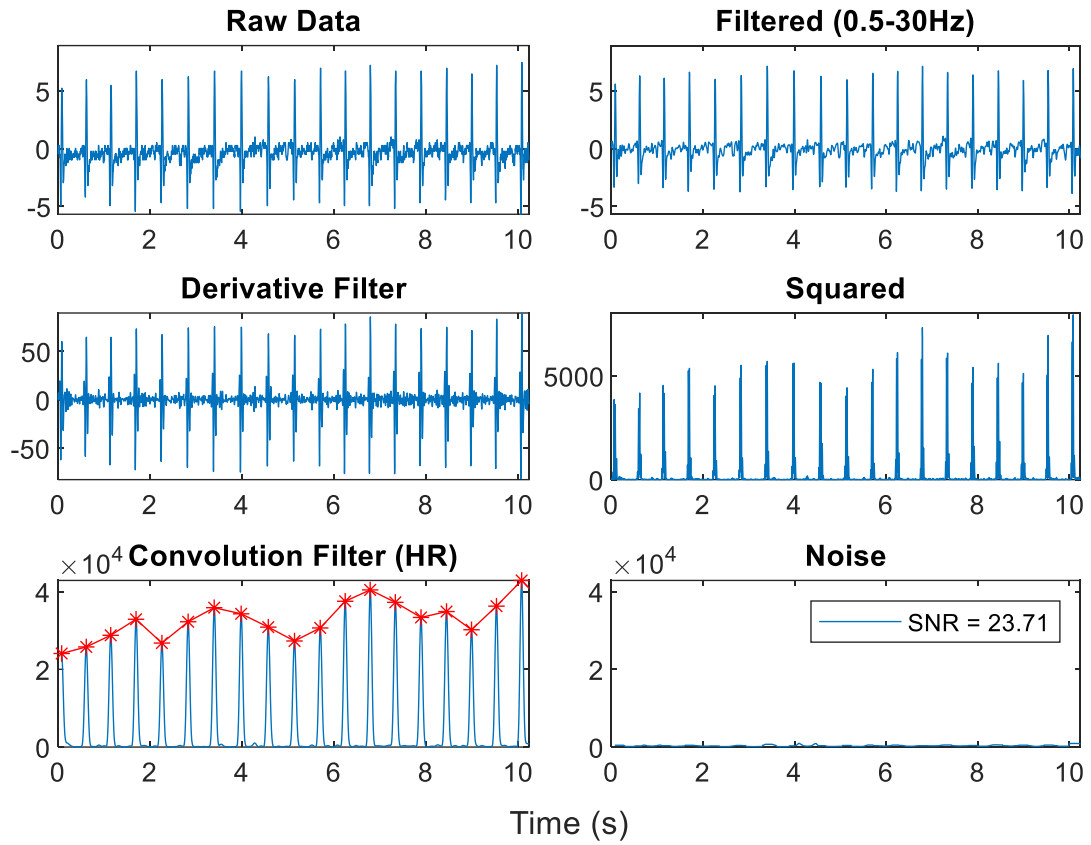 Raw Data
5
0
-5
0 2 4 6 8 10
Filtered (0.5-30Hz)
5
0
-5
0 2 4 6 8 10
Derivative Filter
50
0
-50
0 2 4 6 8 10
Squared
5000
0
0 2 4 6 8 10
×10⁴ Convolution Filter (HR)
4
2
0
0 2 4 6 8 10
×10⁴ Noise
4
SNR = 23.71
2
0
0 2 4 6 8 10
Time (s)